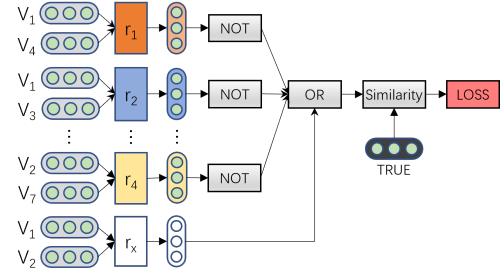 V1
V4
r1
NOT
V1
V3
r2
NOT
OR
Similarity
LOSS
TRUE
V2
V7
r4
NOT
V1
V2
rx